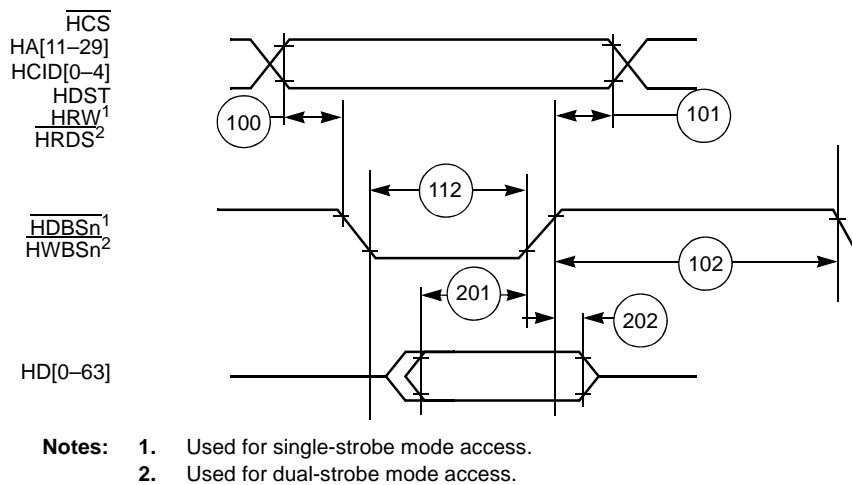 HCS
HA[11–29]
HCID[0–4]
HDST
HRW1
HRDS2
100
101
112
HDBSn1
HWBSn2
102
201
202
HD[0–63]
Notes: 1. Used for single-strobe mode access.
2. Used for dual-strobe mode access.